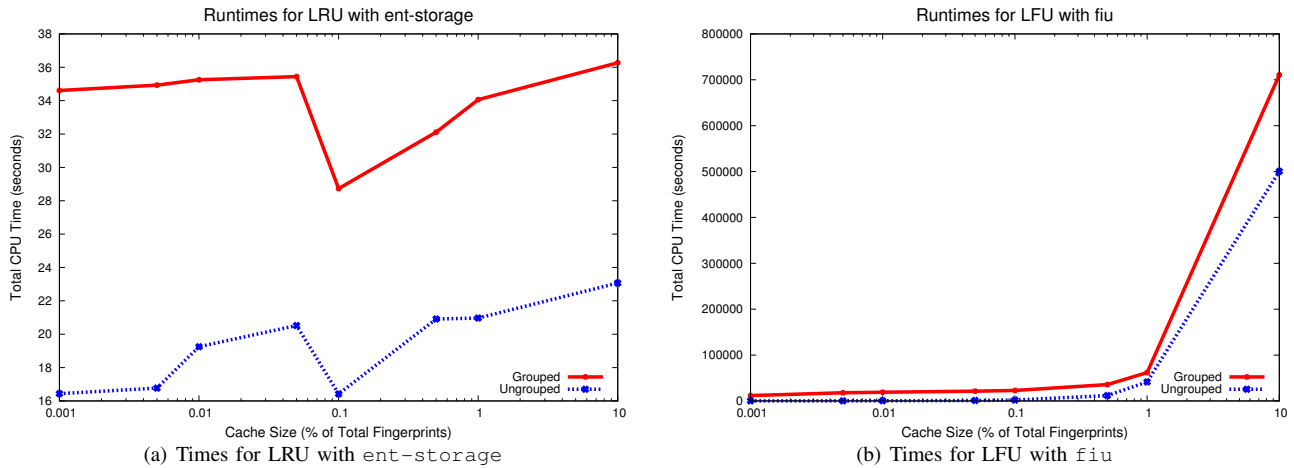 Runtimes for LRU with ent-storage
38
36
34
32
30
28
26
24
22
20
18
16
Total CPU Time (seconds)
Grouped
Ungrouped
0.001
0.01
0.1
1
10
Cache Size (% of Total Fingerprints)
(a) Times for LRU with ent-storage
Runtimes for LFU with fiu
800000
700000
600000
500000
400000
300000
200000
100000
0
Total CPU Time (seconds)
Grouped
Ungrouped
0.001
0.01
0.1
1
10
Cache Size (% of Total Fingerprints)
(b) Times for LFU with fiu